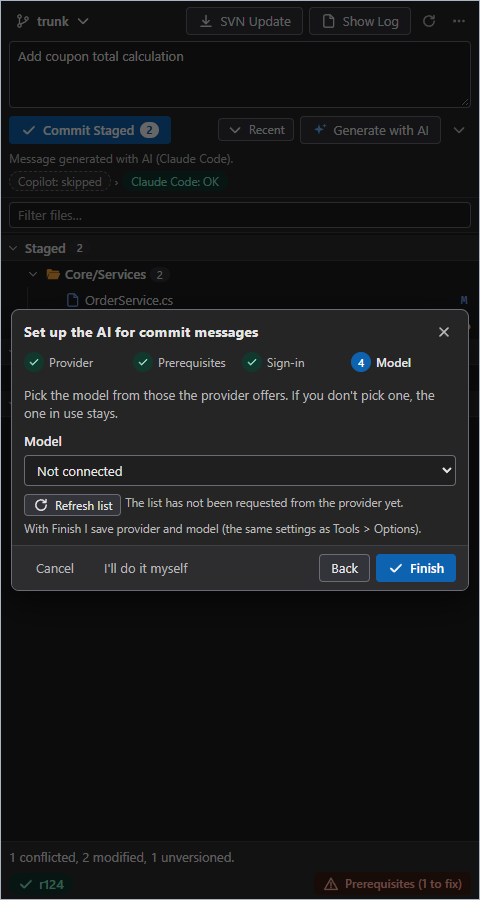 trunk
SVN Update
Show Log
Add coupon total calculation
Commit Staged 2
Recent
Generate with AI
Message generated with AI (Claude Code).
Copilot: skipped › Claude Code: OK
Filter files...
Staged 2
Core/Services 2
OrderService.cs M
Set up the AI for commit messages
Provider
Prerequisites
Sign-in
4 Model
Pick the model from those the provider offers. If you don't pick one, the
one in use stays.
Model
Not connected
Refresh list The list has not been requested from the provider yet.
With Finish I save provider and model (the same settings as Tools > Options).
Cancel
I'll do it myself
Back
Finish
1 conflicted, 2 modified, 1 unversioned.
r124
Prerequisites (1 to fix)